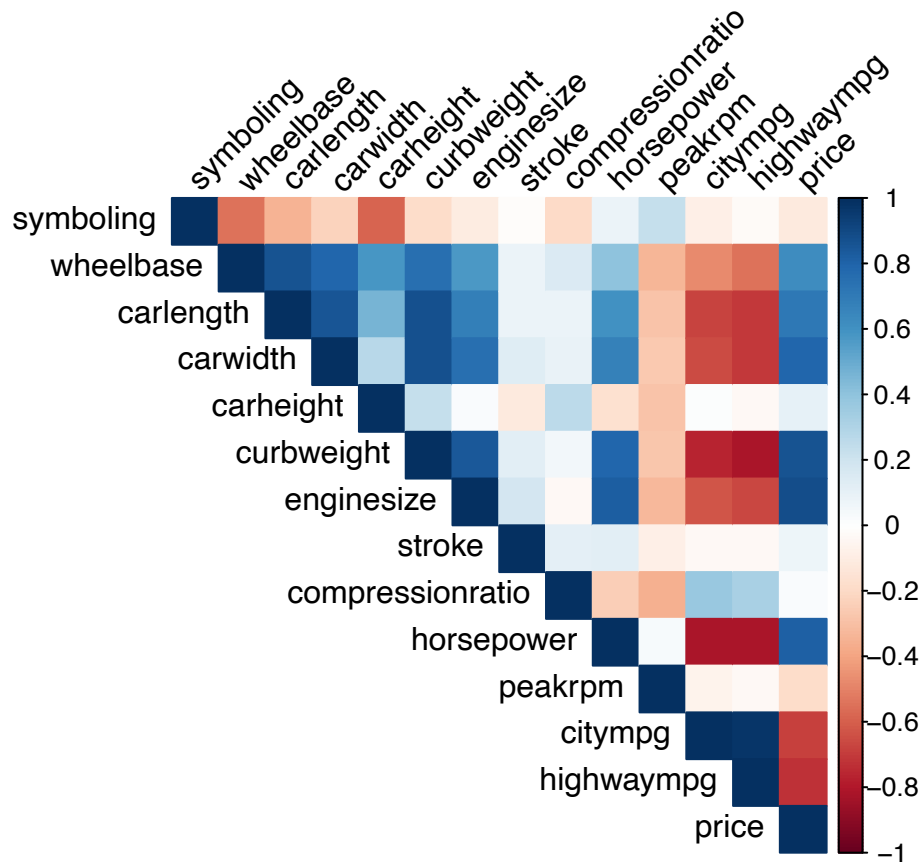 symboling
wheelbase
carlength
carwidth
carheight
curbweight
enginesize
stroke
compressionratio
horsepower
peakrpm
citympg
highwaympg
price
symboling
wheelbase
carlength
carwidth
carheight
curbweight
enginesize
stroke
compressionratio
horsepower
peakrpm
citympg
highwaympg
price
1
0.8
0.6
0.4
0.2
0
−0.2
−0.4
−0.6
−0.8
−1